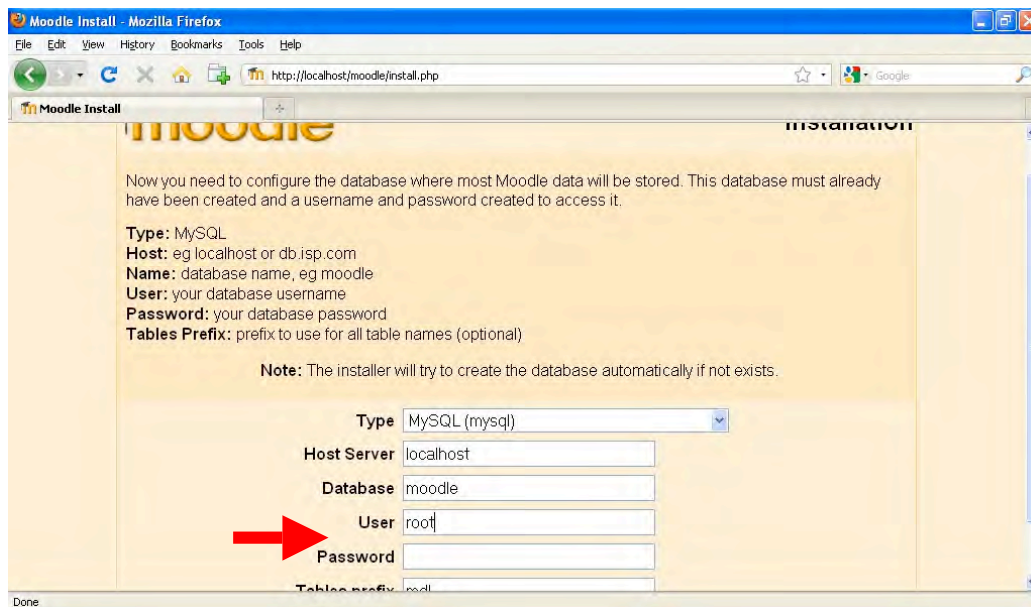 Moodle Install - Mozilla Firefox
File Edit View History Bookmarks Tools Help
http://localhost/moodle/install.php
Google
Moodle Install
moodle
Installation
Now you need to configure the database where most Moodle data will be stored. This database must already
have been created and a username and password created to access it.
Type: MySQL
Host: eg localhost or db.isp.com
Name: database name, eg moodle
User: your database username
Password: your database password
Tables Prefix: prefix to use for all table names (optional)
Note: The installer will try to create the database automatically if not exists.
Type MySQL (mysql)
Host Server localhost
Database moodle
User root
Password
Tables prefix mdl
Done